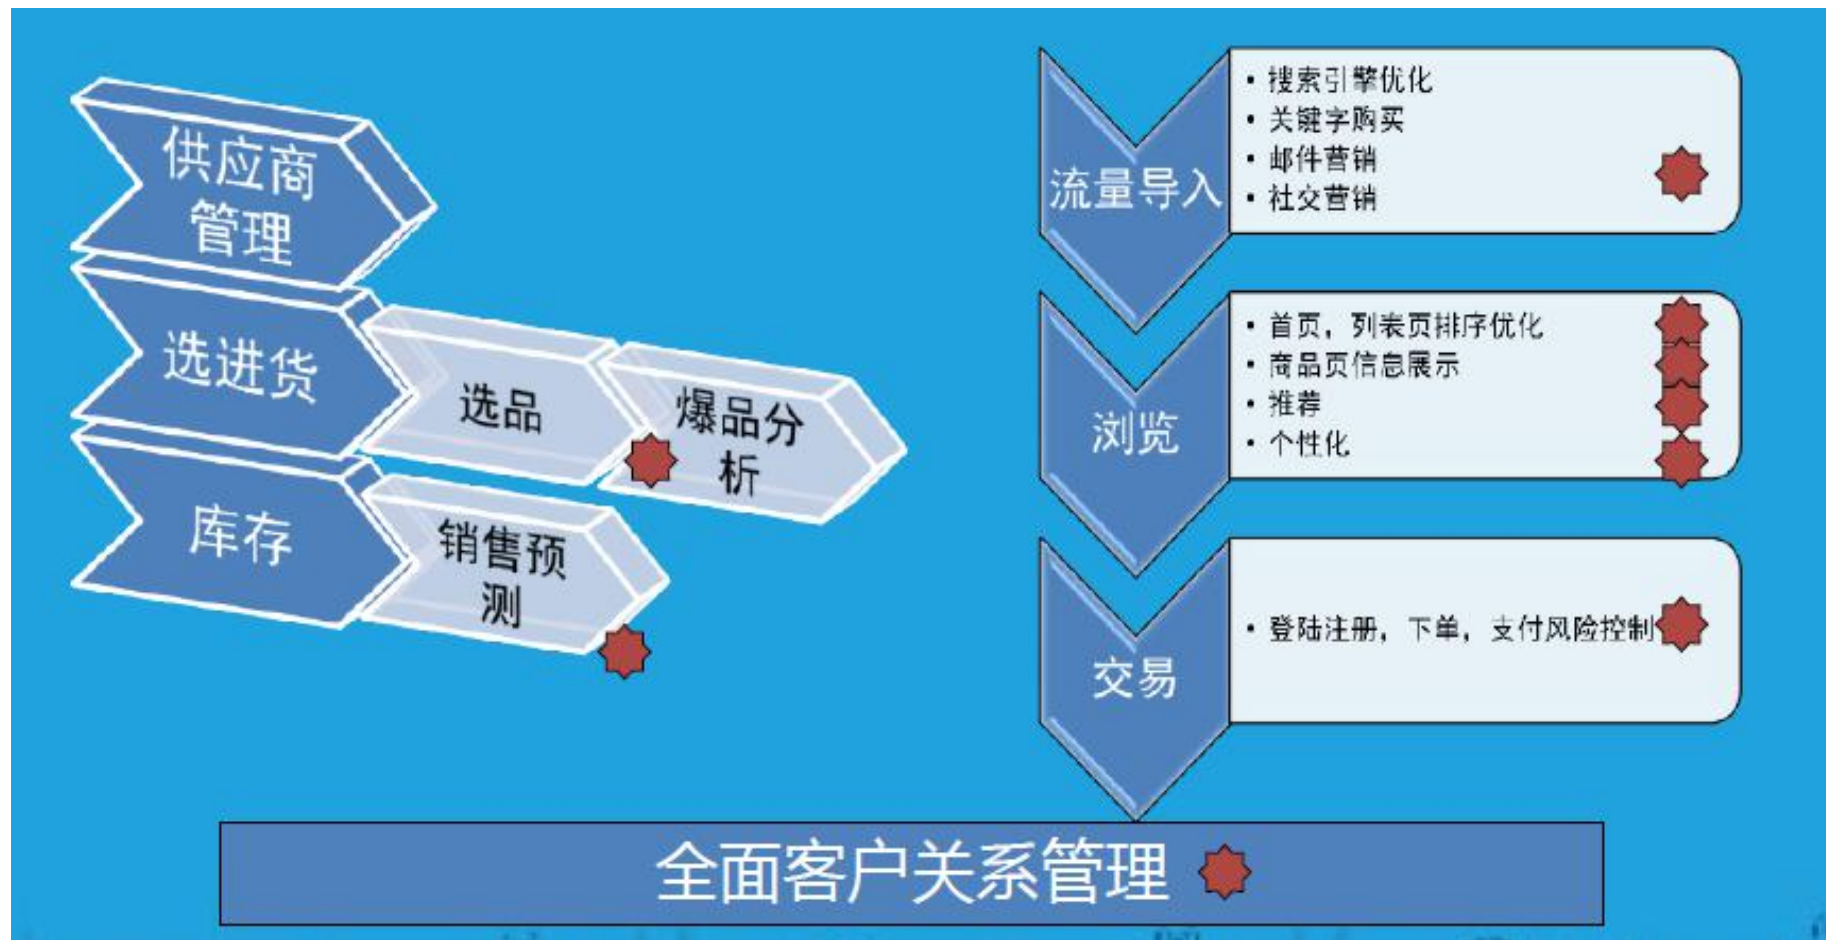 供应商
管理
选进货
选品
爆品分
析
库存
销售预
测
流量导入
• 搜索引擎优化
• 关键字购买
• 邮件营销
• 社交营销
浏览
• 首页，列表页排序优化
• 商品页信息展示
• 推荐
• 个性化
交易
• 登陆注册，下单，支付风险控制
全面客户关系管理